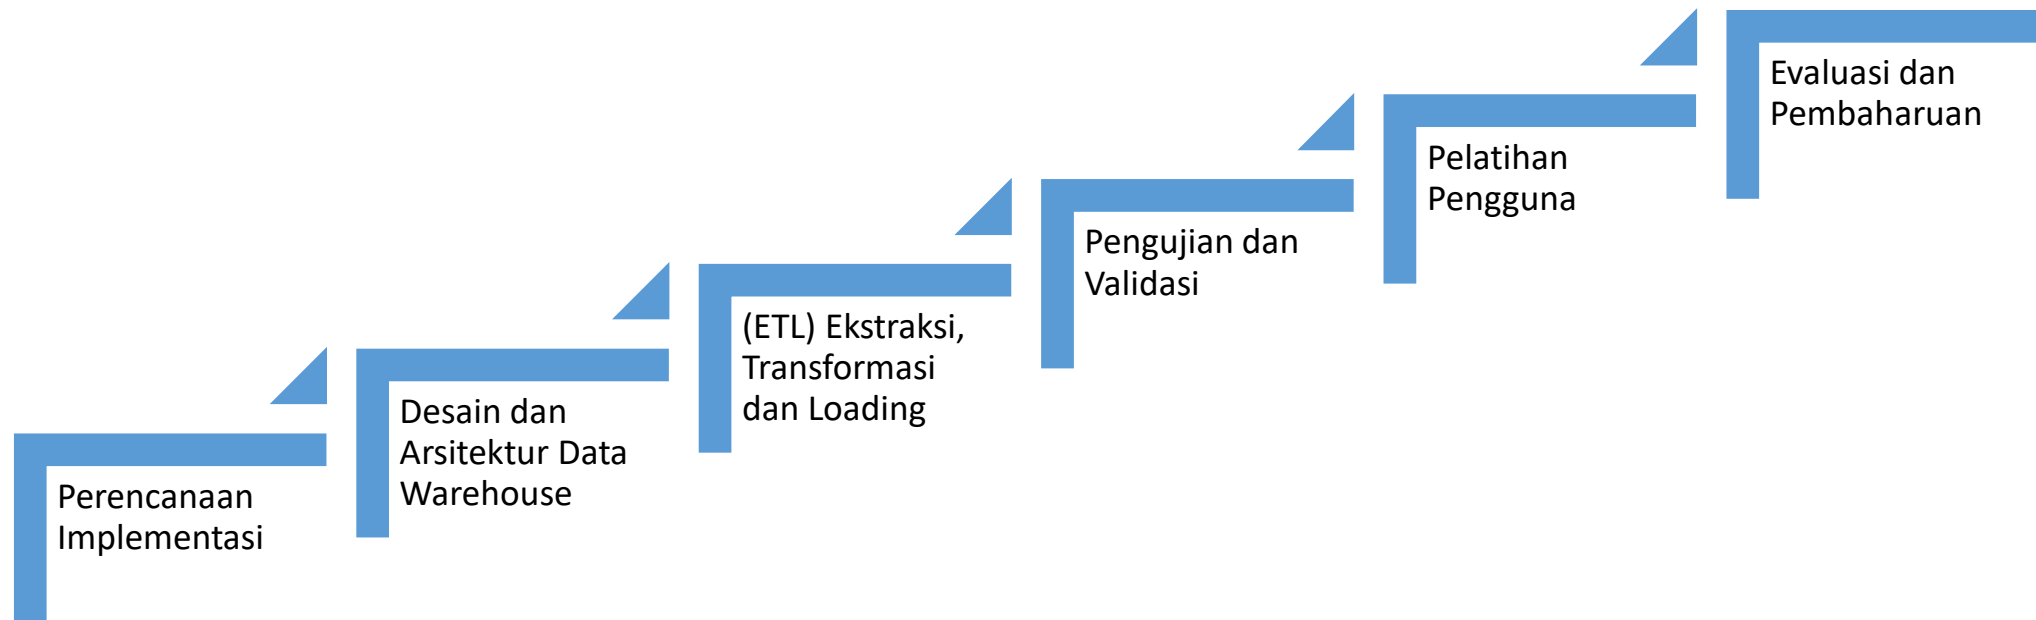 Perencanaan
Implementasi
Desain dan
Arsitektur Data
Warehouse
(ETL) Ekstraksi,
Transformasi
dan Loading
Pengujian dan
Validasi
Pelatihan
Pengguna
Evaluasi dan
Pembaharuan